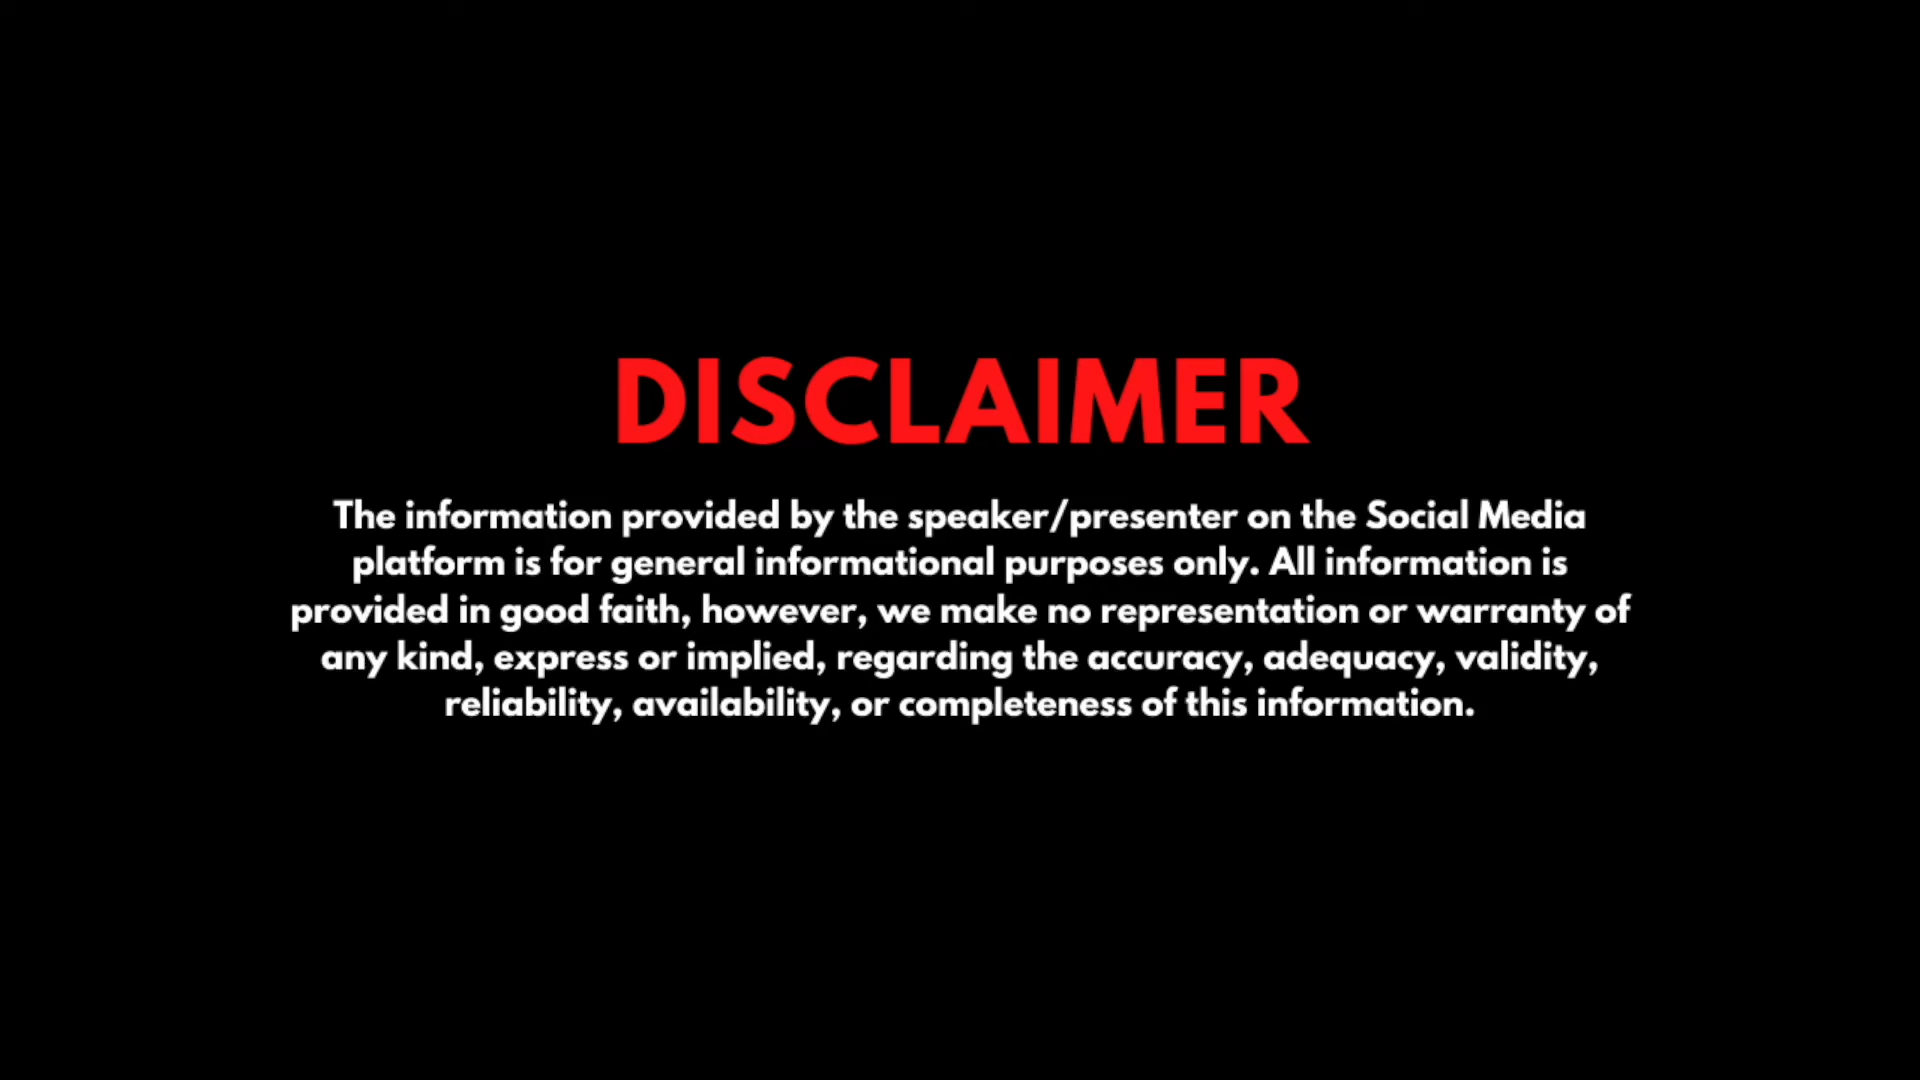 DISCLAIMER
The information provided by the speaker/presenter on the Social Media
platform is for general informational purposes only. All information is
provided in good faith, however, we make no representation or warranty of
any kind, express or implied, regarding the accuracy, adequacy, validity,
reliability, availability, or completeness of this information.